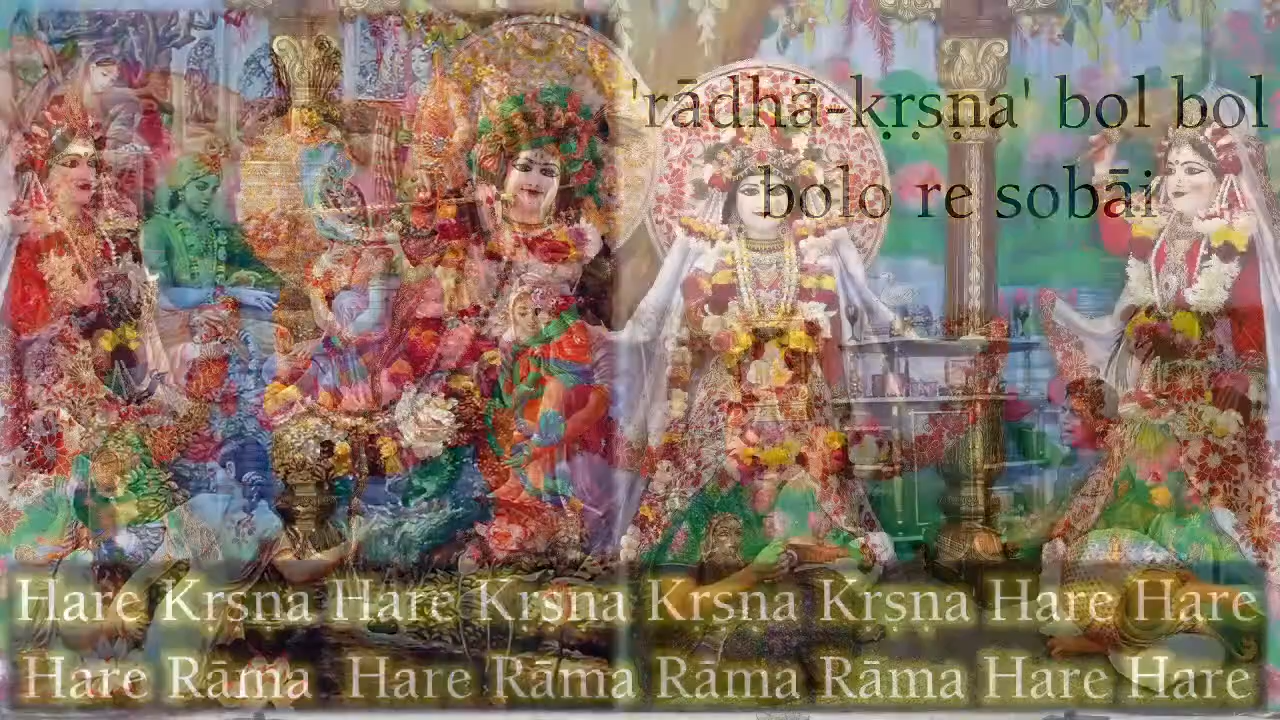 'rādhā-kṛṣṇa' bol bol
bolo re sobāi
Hare Kṛṣṇa Hare Kṛṣṇa Kṛṣṇa Kṛṣṇa Hare Hare
Hare Rāma Hare Rāma Rāma Rāma Hare Hare